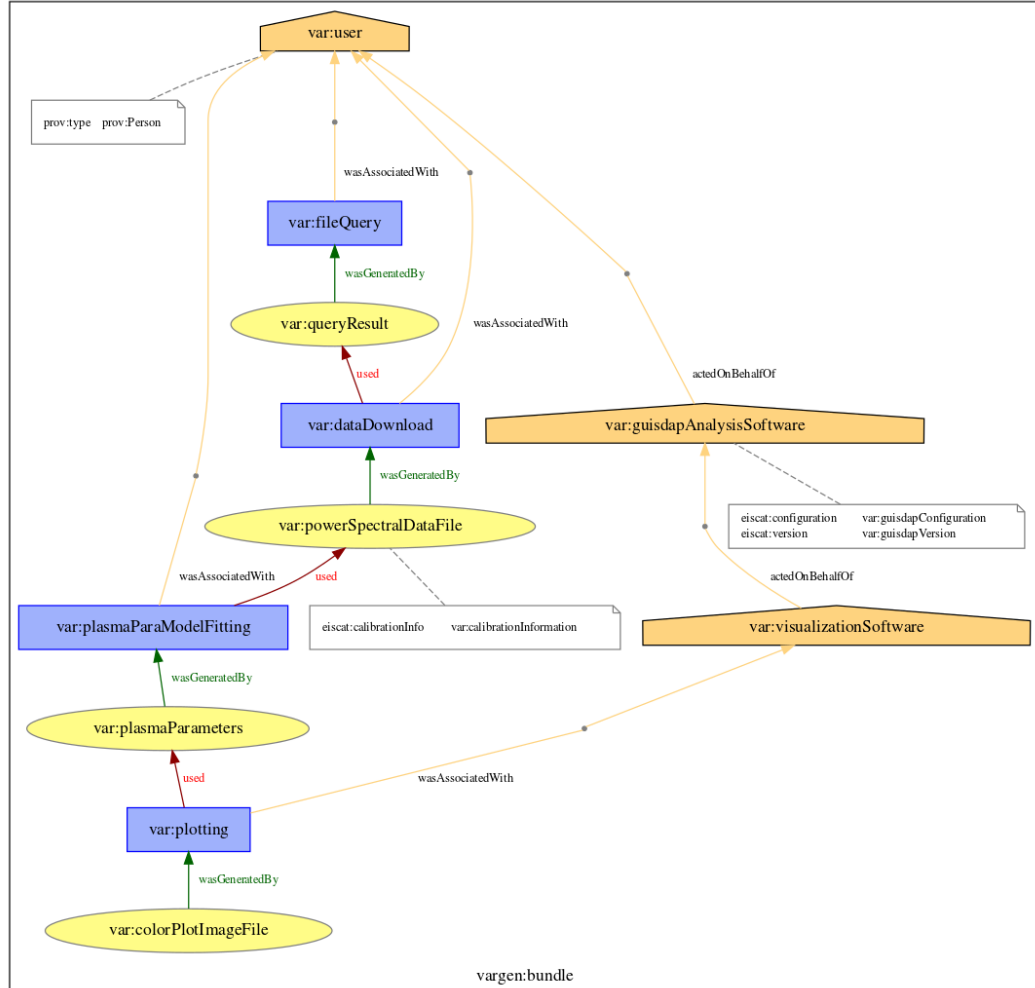 var:user
prov:type prov:Person
wasAssociatedWith
var:fileQuery
wasGeneratedBy
var:queryResult
wasAssociatedWith
used
actedOnBehalfOf
var:dataDownload
var:guisdapAnalysisSoftware
wasGeneratedBy
var:powerSpectralDataFile
eiscat:configuration var:guisdapConfiguration
eiscat:version var:guisdapVersion
wasAssociatedWith
used
actedOnBehalfOf
var:plasmaParaModelFitting
eiscat:calibrationInfo var:calibrationInformation
var:visualizationSoftware
wasGeneratedBy
var:plasmaParameters
used
wasAssociatedWith
var:plotting
wasGeneratedBy
var:colorPlotImageFile
vargen:bundle